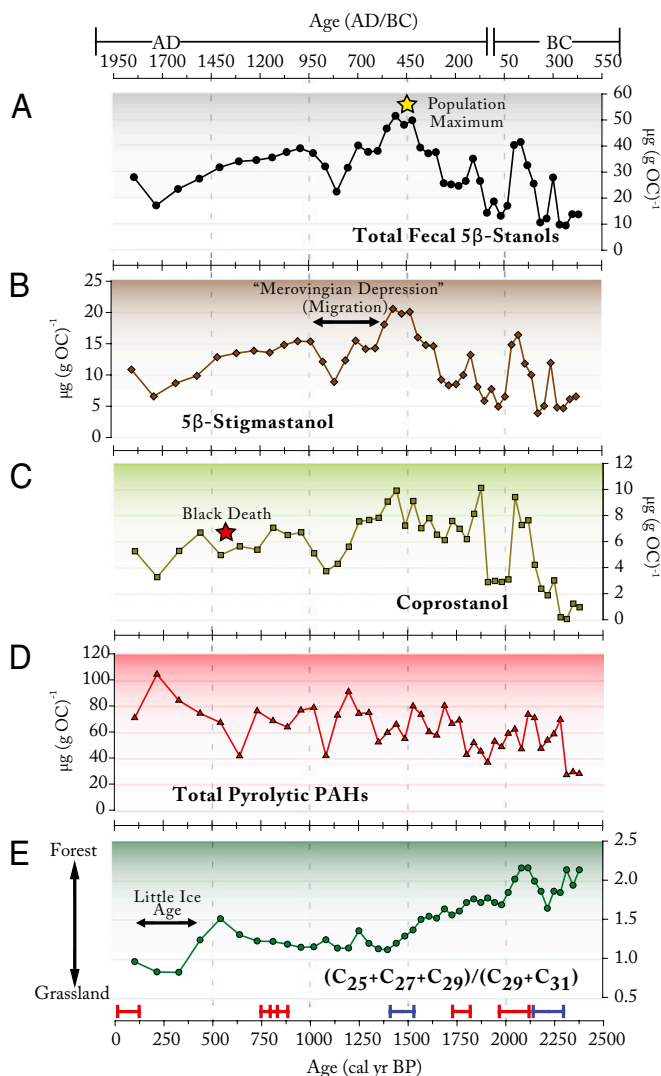 Age (AD/BC)
AD BC
1950 1700 1450 1200 950 700 450 200 50 300 550
A
60
50
40
30
20
10
0
µg (g OC)⁻¹
Population
Maximum
Total Fecal 5β-Stanols
B
25
20
15
10
5
0
µg (g OC)⁻¹
“Merovingian Depression”
(Migration)
5β-Stigmastanol
C
12
10
8
6
4
2
0
µg (g OC)⁻¹
Black Death
Coprostanol
D
120
100
80
60
40
20
0
µg (g OC)⁻¹
Total Pyrolytic PAHs
E
Forest
Grassland
2.5
2.0
1.5
1.0
0.5
Little Ice
Age
(C₂₅+C₂₇+C₂₉)/(C₂₉+C₃₁)
0 250 500 750 1000 1250 1500 1750 2000 2250 2500
Age (cal yr BP)